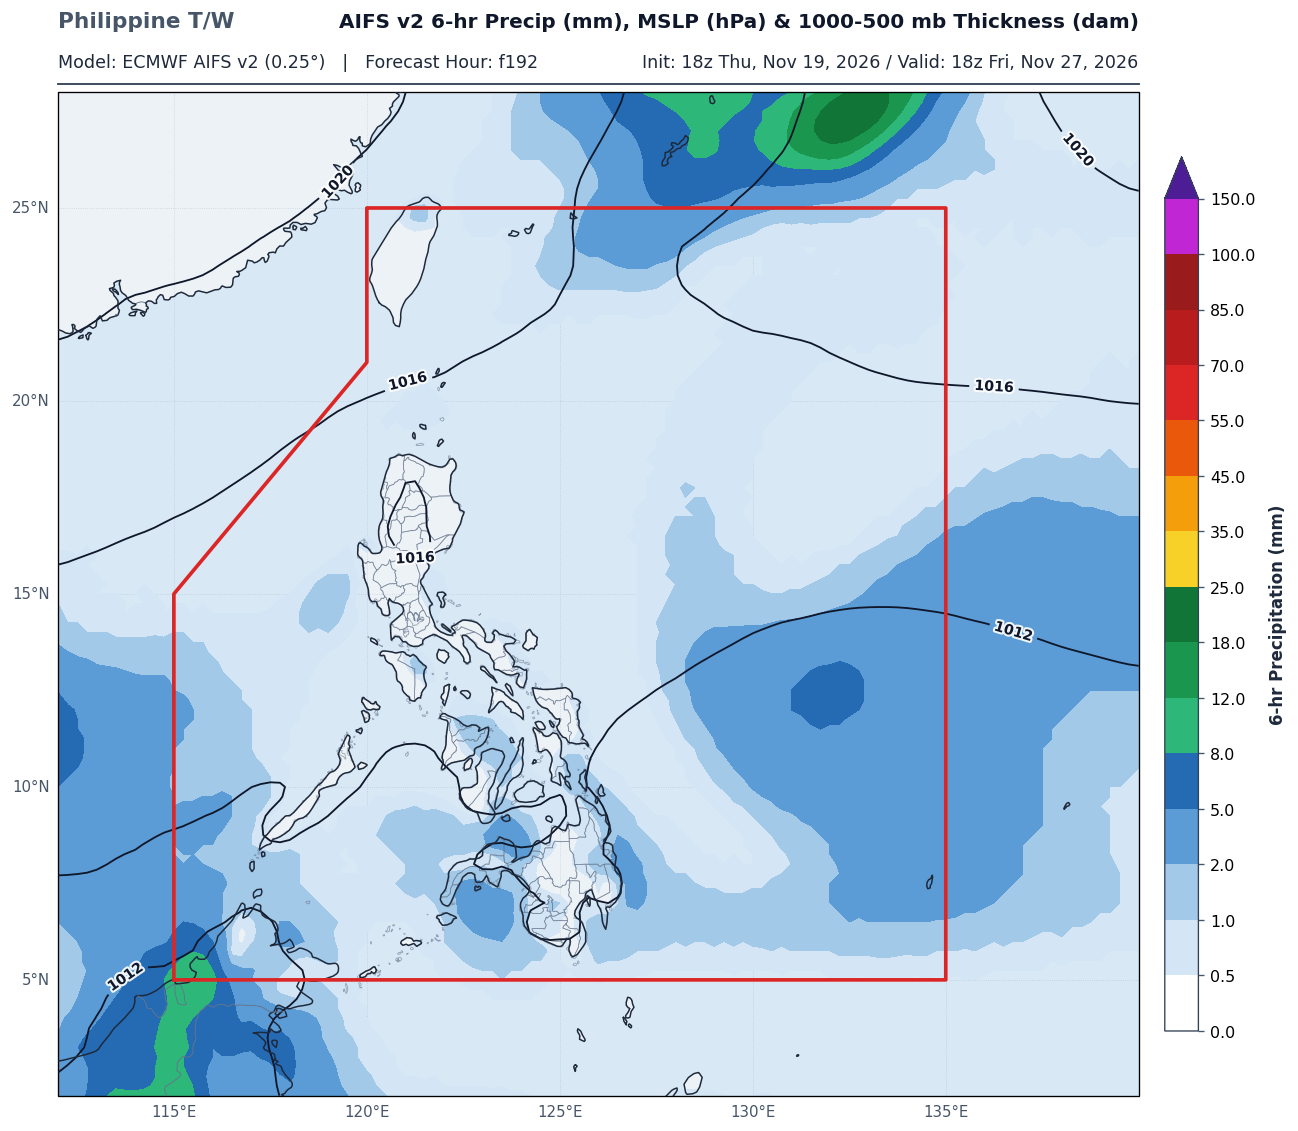 Philippine T/W
AIFS v2 6-hr Precip (mm), MSLP (hPa) & 1000-500 mb Thickness (dam)
Model: ECMWF AIFS v2 (0.25°) | Forecast Hour: f192
Init: 18z Thu, Nov 19, 2026 / Valid: 18z Fri, Nov 27, 2026
1020
1020
1016
1016
1016
1012
1012
25°N
20°N
15°N
10°N
5°N
115°E
120°E
125°E
130°E
135°E
150.0
100.0
85.0
70.0
55.0
45.0
35.0
25.0
18.0
12.0
8.0
5.0
2.0
1.0
0.5
0.0
6-hr Precipitation (mm)